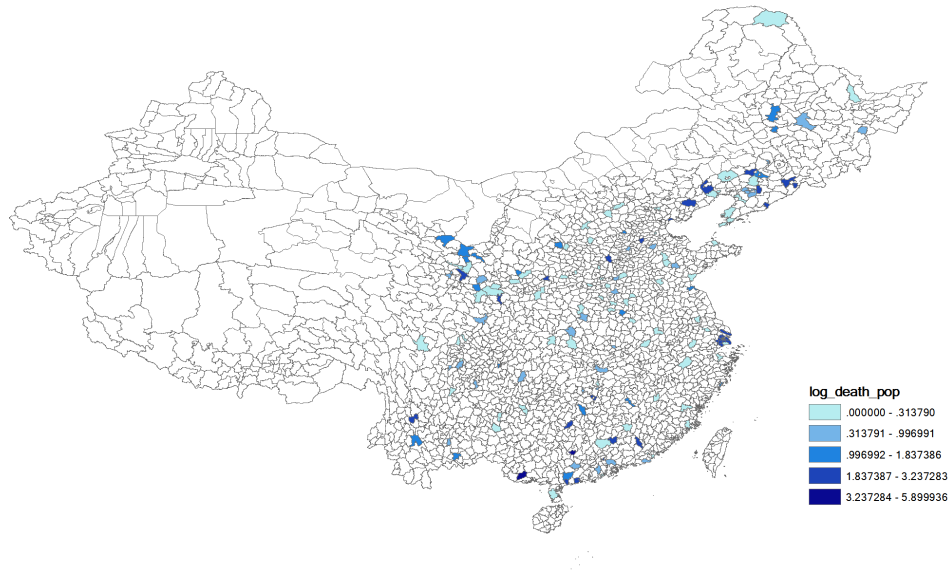 log_death_pop
.000000 - .313790
.313791 - .996991
.996992 - 1.837386
1.837387 - 3.237283
3.237284 - 5.899936